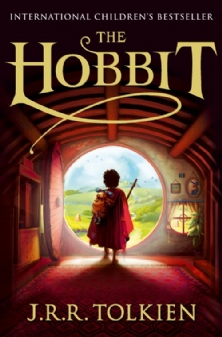 INTERNATIONAL CHILDREN'S BESTSELLER
THE
HOBBIT
J.R.R. TOLKIEN